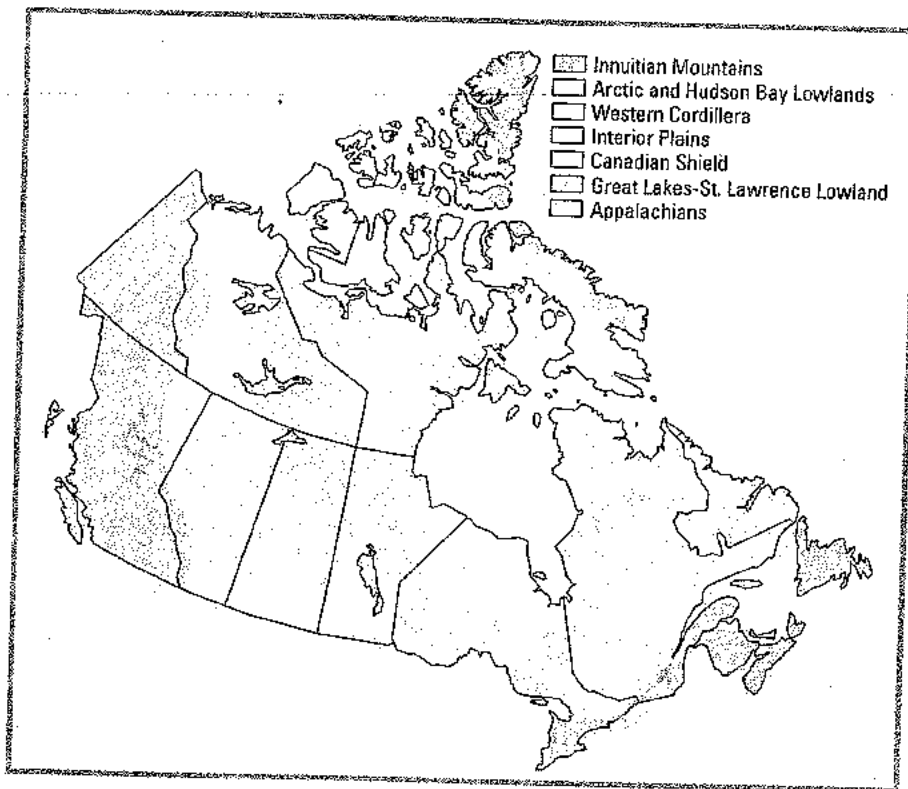 Innuitian Mountains
Arctic and Hudson Bay Lowlands
Western Cordillera
Interior Plains
Canadian Shield
Great Lakes-St. Lawrence Lowland
Appalachians